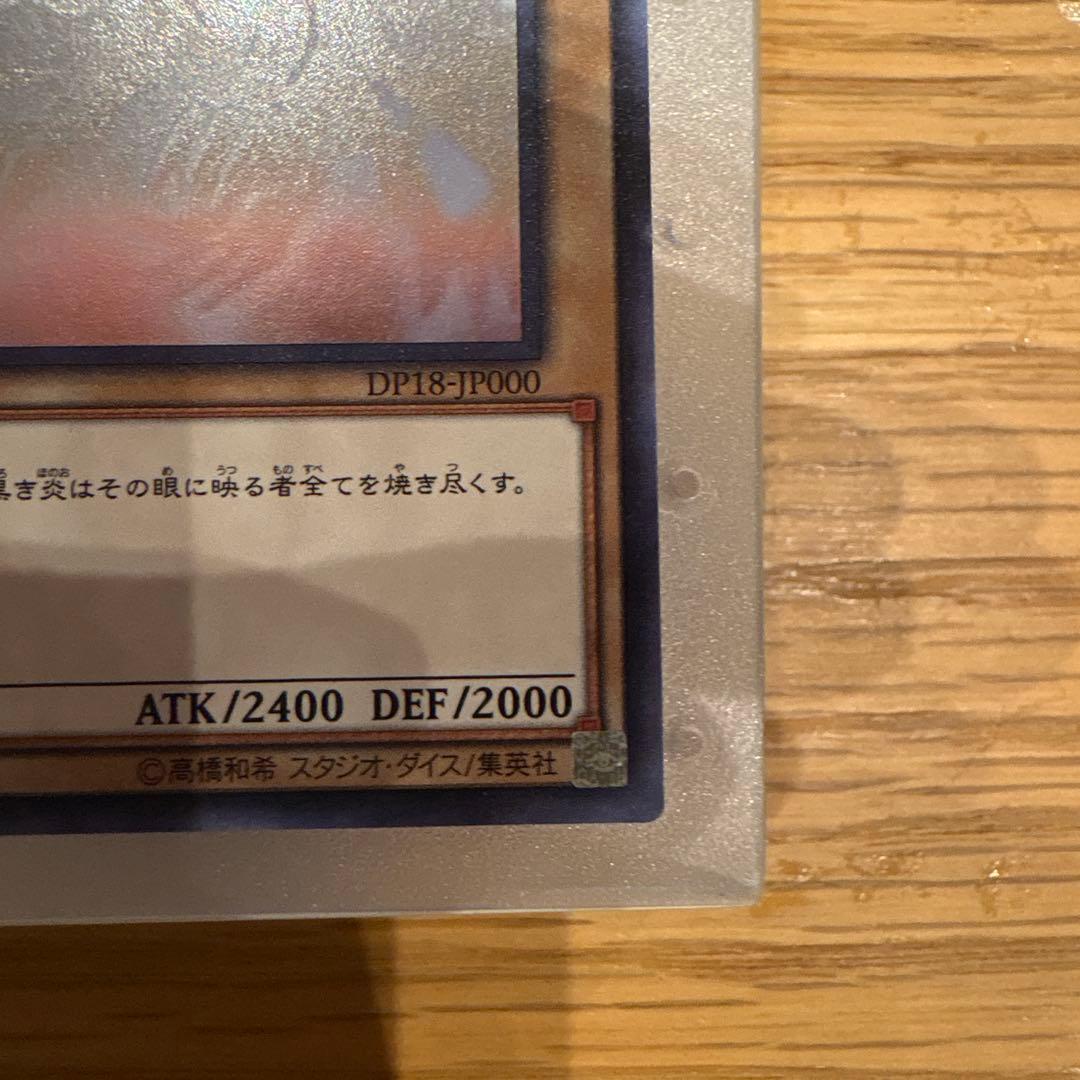 DP18-JP000
き炎はその眼に映る者全てを焼き尽くす。
ATK/2400 DEF/2000
©高橋和希 スタジオ・ダイス/集英社